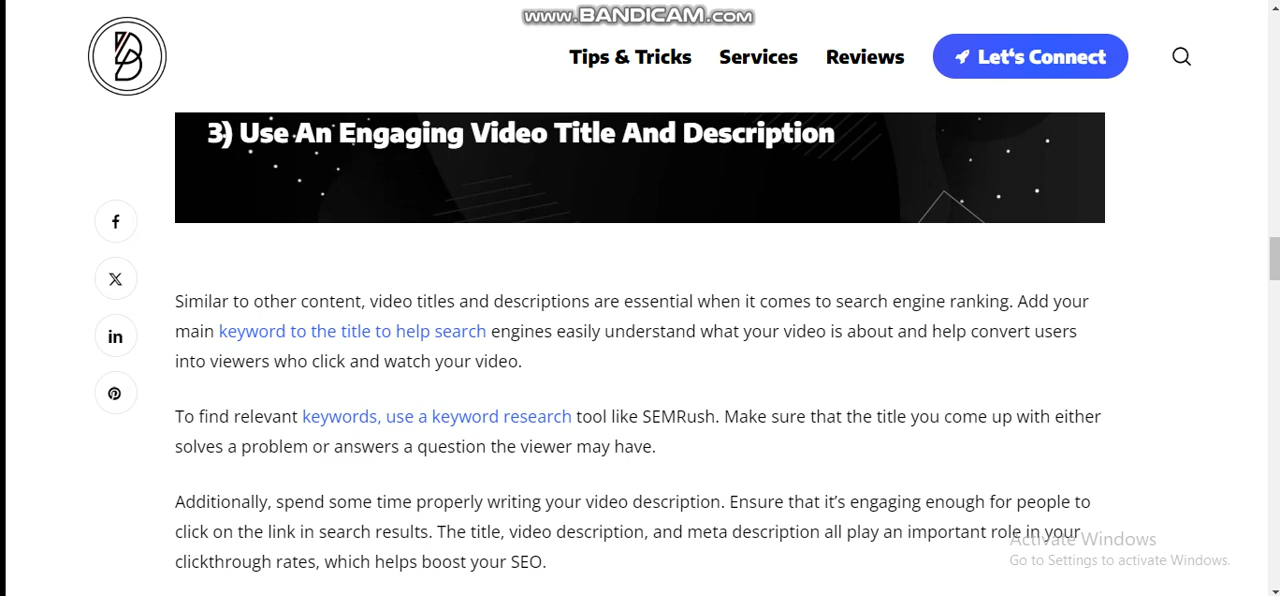 www.BANDICAM.com
Tips & Tricks
Services
Reviews
Let's Connect
3) Use An Engaging Video Title And Description
Similar to other content, video titles and descriptions are essential when it comes to search engine ranking. Add your
main keyword to the title to help search engines easily understand what your video is about and help convert users
into viewers who click and watch your video.
To find relevant keywords, use a keyword research tool like SEMRush. Make sure that the title you come up with either
solves a problem or answers a question the viewer may have.
Additionally, spend some time properly writing your video description. Ensure that it’s engaging enough for people to
click on the link in search results. The title, video description, and meta description all play an important role in your
clickthrough rates, which helps boost your SEO.
Activate Windows
Go to Settings to activate Windows.